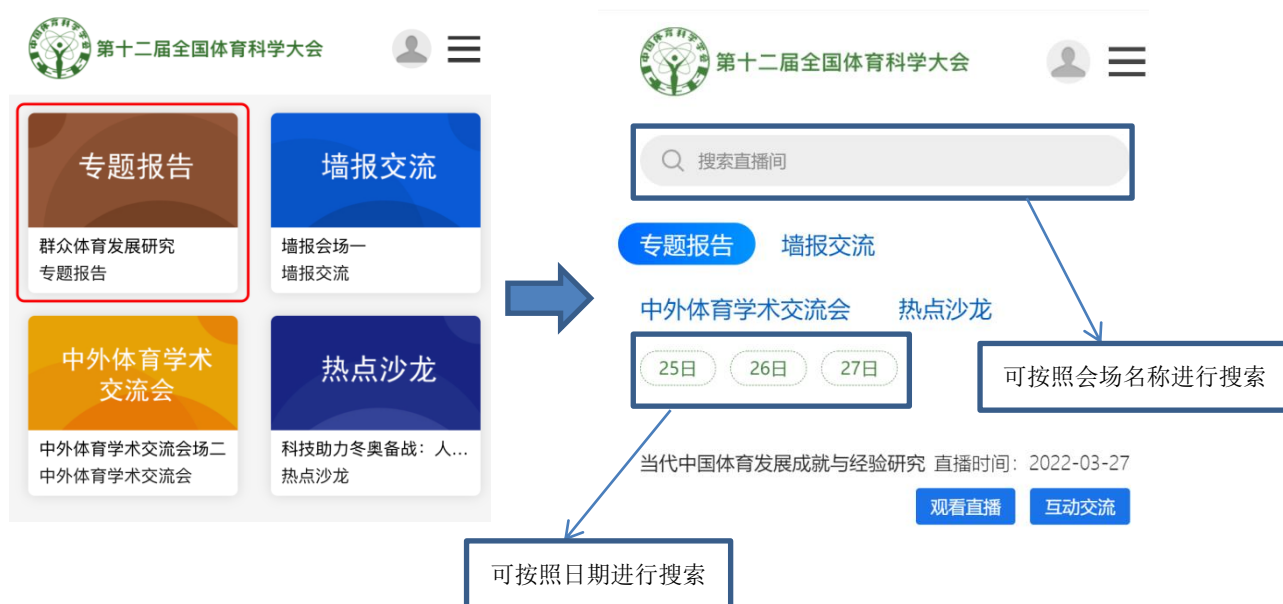 第十二届全国体育科学大会
专题报告
群众体育发展研究
专题报告
墙报交流
墙报会场一
墙报交流
中外体育学术
交流会
中外体育学术交流会场二
中外体育学术交流会
热点沙龙
科技助力冬奥备战：人...
热点沙龙
第十二届全国体育科学大会
搜索直播间
专题报告 墙报交流
中外体育学术交流会 热点沙龙
25日 26日 27日
可按照会场名称进行搜索
当代中国体育发展成就与经验研究 直播时间：2022-03-27
观看直播 互动交流
可按照日期进行搜索